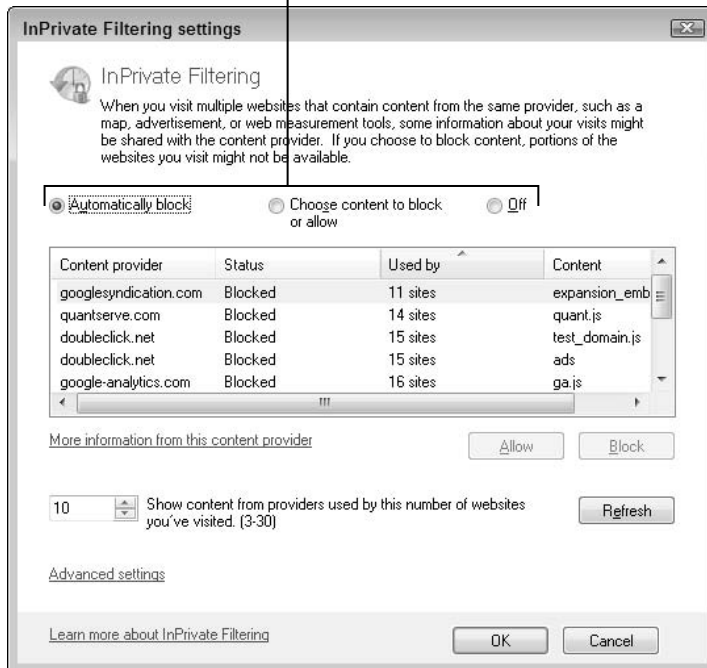 InPrivate Filtering settings
InPrivate Filtering
When you visit multiple websites that contain content from the same provider, such as a
map, advertisement, or web measurement tools, some information about your visits might
be shared with the content provider. If you choose to block content, portions of the
websites you visit might not be available.
Automatically block Choose content to block Off
or allow
Content provider Status Used by Content
googlesyndication.com Blocked 11 sites expansion_emb
quantserve.com Blocked 14 sites quant.js
doubleclick.net Blocked 15 sites test_domain.js
doubleclick.net Blocked 15 sites ads
google-analytics.com Blocked 16 sites ga.js
More information from this content provider Allow Block
10 Show content from providers used by this number of websites
you've visited. (3-30) Refresh
Advanced settings
Learn more about InPrivate Filtering OK Cancel